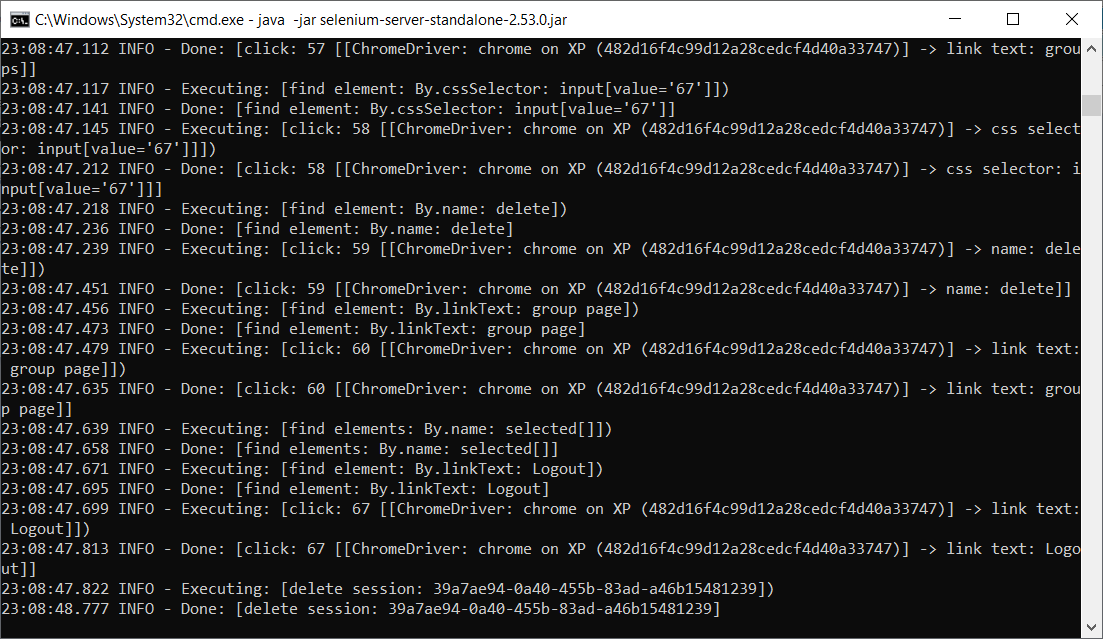 C:\Windows\System32\cmd.exe - java  -jar selenium-server-standalone-2.53.0.jar
23:08:47.112 INFO - Done: [click: 57 [[ChromeDriver: chrome on XP (482d16f4c99d12a28cedcf4d40a33747)] -> link text: grou
ps]]
23:08:47.117 INFO - Executing: [find element: By.cssSelector: input[value='67']])
23:08:47.141 INFO - Done: [find element: By.cssSelector: input[value='67']]
23:08:47.145 INFO - Executing: [click: 58 [[ChromeDriver: chrome on XP (482d16f4c99d12a28cedcf4d40a33747)] -> css select
or: input[value='67']]])
23:08:47.212 INFO - Done: [click: 58 [[ChromeDriver: chrome on XP (482d16f4c99d12a28cedcf4d40a33747)] -> css selector: i
nput[value='67']]]
23:08:47.218 INFO - Executing: [find element: By.name: delete])
23:08:47.236 INFO - Done: [find element: By.name: delete]
23:08:47.239 INFO - Executing: [click: 59 [[ChromeDriver: chrome on XP (482d16f4c99d12a28cedcf4d40a33747)] -> name: dele
te]])
23:08:47.451 INFO - Done: [click: 59 [[ChromeDriver: chrome on XP (482d16f4c99d12a28cedcf4d40a33747)] -> name: delete]]
23:08:47.456 INFO - Executing: [find element: By.linkText: group page])
23:08:47.473 INFO - Done: [find element: By.linkText: group page]
23:08:47.479 INFO - Executing: [click: 60 [[ChromeDriver: chrome on XP (482d16f4c99d12a28cedcf4d40a33747)] -> link text:
 group page]])
23:08:47.635 INFO - Done: [click: 60 [[ChromeDriver: chrome on XP (482d16f4c99d12a28cedcf4d40a33747)] -> link text: grou
p page]]
23:08:47.639 INFO - Executing: [find elements: By.name: selected[]])
23:08:47.658 INFO - Done: [find elements: By.name: selected[]]
23:08:47.671 INFO - Executing: [find element: By.linkText: Logout])
23:08:47.695 INFO - Done: [find element: By.linkText: Logout]
23:08:47.699 INFO - Executing: [click: 67 [[ChromeDriver: chrome on XP (482d16f4c99d12a28cedcf4d40a33747)] -> link text:
 Logout]])
23:08:47.813 INFO - Done: [click: 67 [[ChromeDriver: chrome on XP (482d16f4c99d12a28cedcf4d40a33747)] -> link text: Logo
ut]]
23:08:47.822 INFO - Executing: [delete session: 39a7ae94-0a40-455b-83ad-a46b15481239])
23:08:48.777 INFO - Done: [delete session: 39a7ae94-0a40-455b-83ad-a46b15481239]